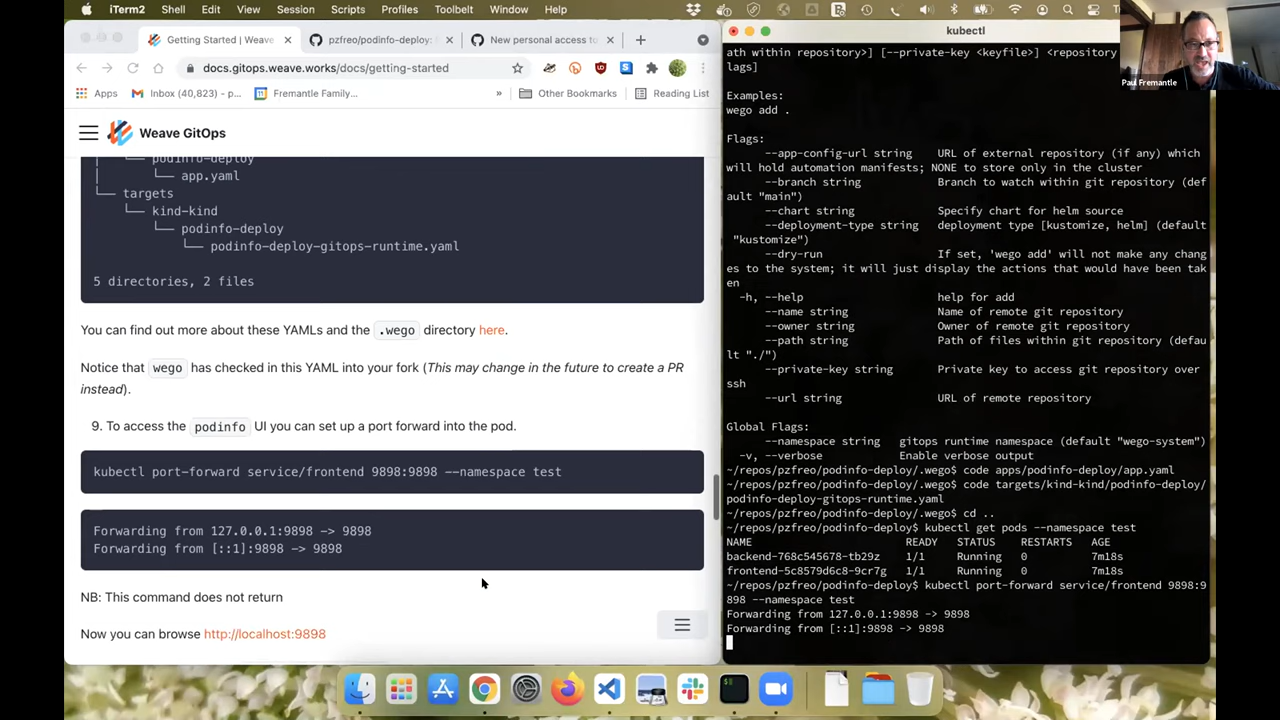 iTerm2 Shell Edit View Session Scripts Profiles Toolbelt Window Help
Getting Started | Weave
pzfreo/podinfo-deploy:
New personal access to
docs.gitops.weave.works/docs/getting-started
Apps
Inbox (40,823) - p...
Fremantle Family...
»
Other Bookmarks
Reading List
Weave GitOps
podinfo-deploy
app.yaml
targets
kind-kind
podinfo-deploy
podinfo-deploy-gitops-runtime.yaml
5 directories, 2 files
You can find out more about these YAMLs and the .wego directory here.
Notice that wego has checked in this YAML into your fork (This may change in the future to create a PR
instead).
9. To access the podinfo UI you can set up a port forward into the pod.
kubectl port-forward service/frontend 9898:9898 --namespace test
Forwarding from 127.0.0.1:9898 -> 9898
Forwarding from [::1]:9898 -> 9898
NB: This command does not return
Now you can browse http://localhost:9898
kubectl
ath within repository>] [--private-key <keyfile>] <repository
lags]
Examples:
wego add .
Flags:
--app-config-url string URL of external repository (if any) which
will hold automation manifests; NONE to store only in the cluster
--branch string Branch to watch within git repository (def
ault "main")
--chart string Specify chart for helm source
--deployment-type string deployment type [kustomize, helm] (default
"kustomize")
--dry-run If set, 'wego add' will not make any chang
es to the system; it will just display the actions that would have been tak
en
-h, --help help for add
--name string Name of remote git repository
--owner string Owner of remote git repository
--path string Path of files within git repository (defau
lt "./")
--private-key string Private key to access git repository over
ssh
--url string URL of remote repository
Global Flags:
--namespace string gitops runtime namespace (default "wego-system")
-v, --verbose Enable verbose output
~/repos/pzfreo/podinfo-deploy/.wego$ code apps/podinfo-deploy/app.yaml
~/repos/pzfreo/podinfo-deploy/.wego$ code targets/kind-kind/podinfo-deploy/
podinfo-deploy-gitops-runtime.yaml
~/repos/pzfreo/podinfo-deploy/.wego$ cd ..
~/repos/pzfreo/podinfo-deploy$ kubectl get pods --namespace test
NAME READY STATUS RESTARTS AGE
backend-768c545678-tb29z 1/1 Running 0 7m18s
frontend-5c8579d6c8-9cr7g 1/1 Running 0 7m18s
~/repos/pzfreo/podinfo-deploy$ kubectl port-forward service/frontend 9898:9
898 --namespace test
Forwarding from 127.0.0.1:9898 -> 9898
Forwarding from [::1]:9898 -> 9898
Paul Fremantle